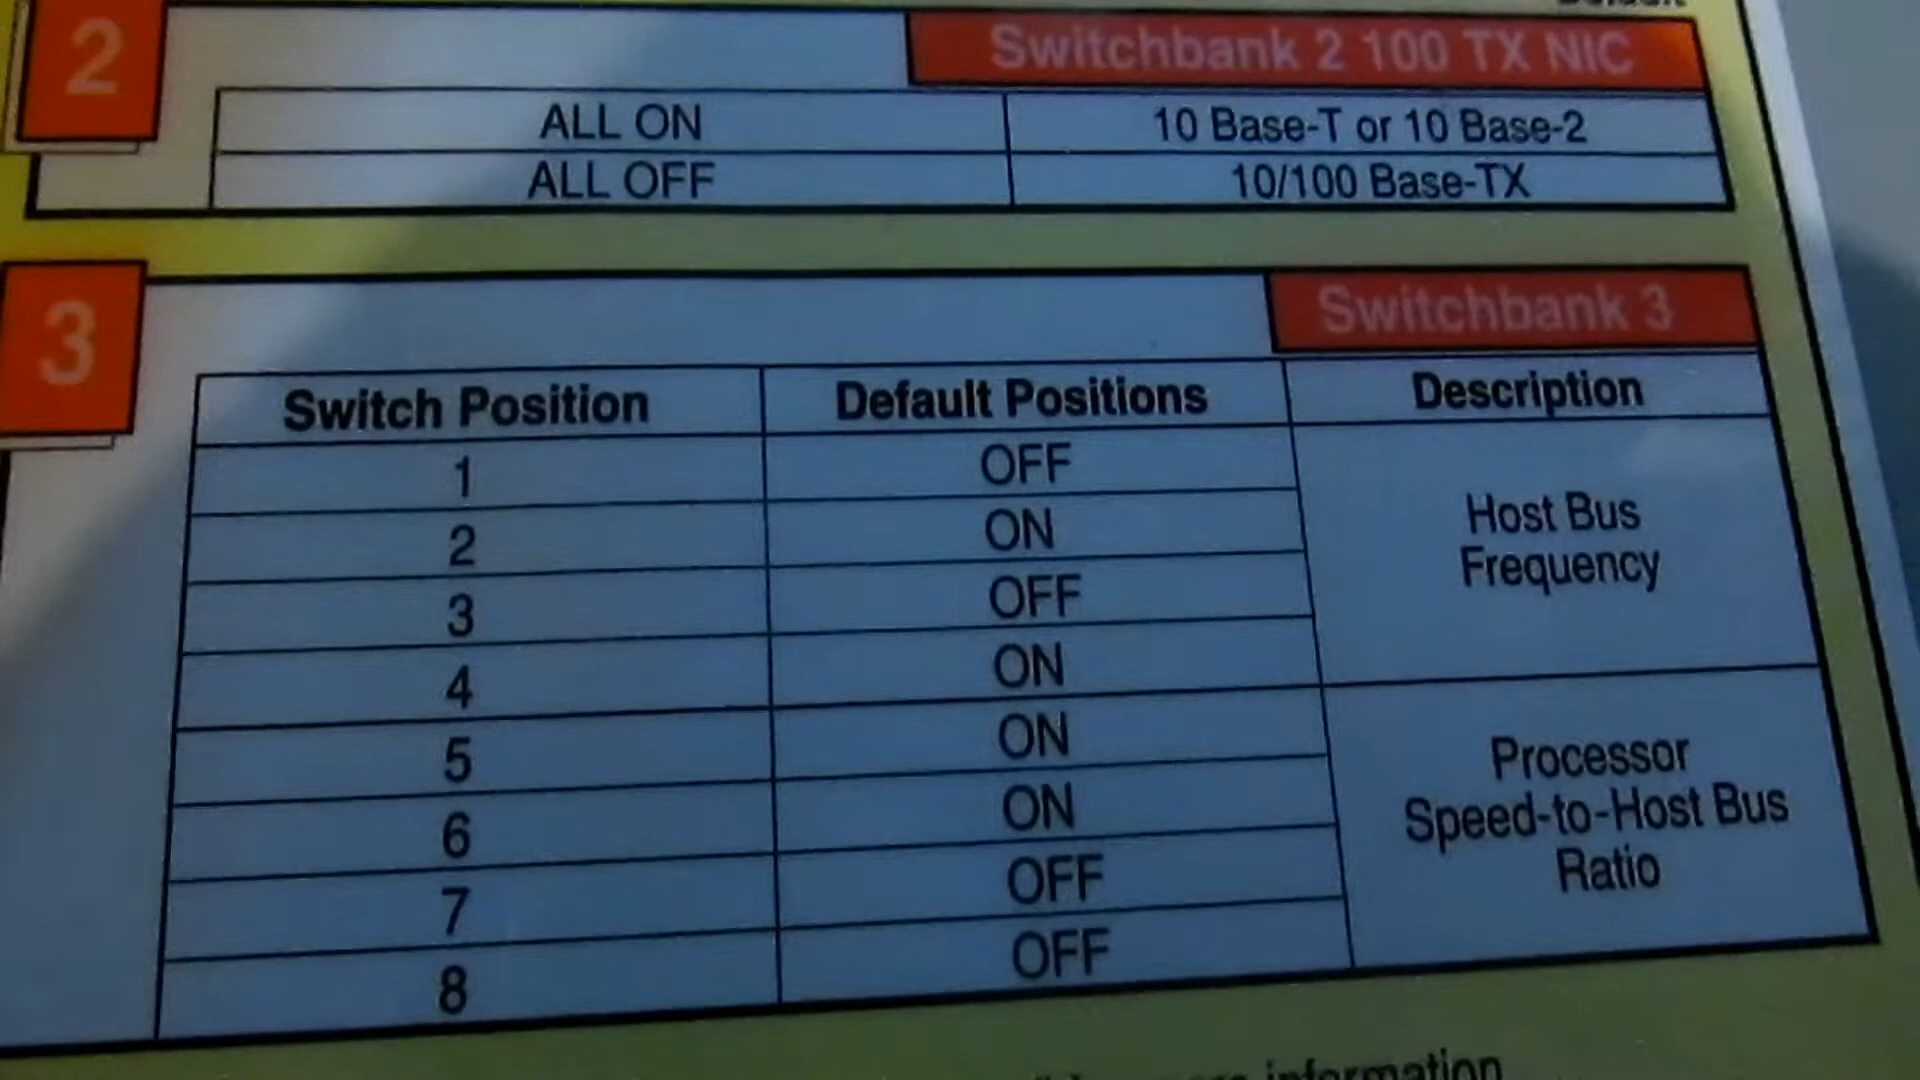 2
Switchbank 2 100 TX NIC
ALL ON 10 Base-T or 10 Base-2
ALL OFF 10/100 Base-TX
3
Switchbank 3
Switch Position Default Positions Description
1 OFF
2 ON
3 OFF
4 ON
Host Bus
Frequency
5 ON
6 ON
7 OFF
8 OFF
Processor
Speed-to-Host Bus
Ratio
information